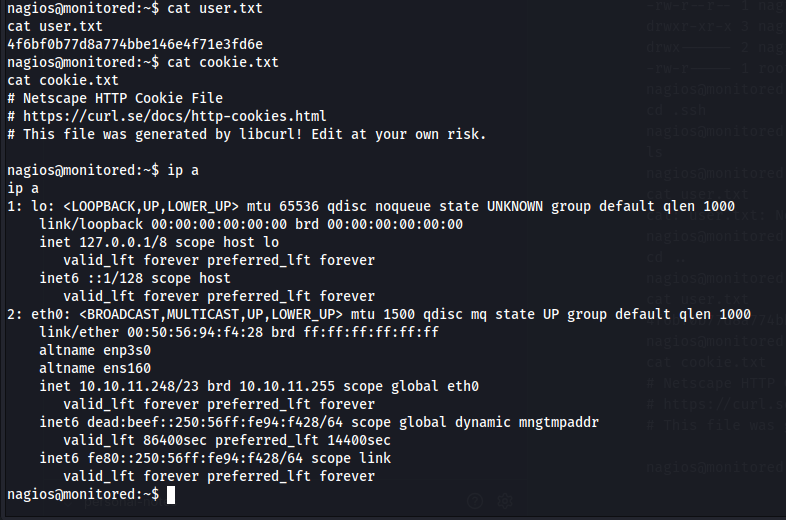 nagios@monitored:~$ cat user.txt
cat user.txt
4f6bf0b77d8a774bbe146e4f71e3fd6e
nagios@monitored:~$ cat cookie.txt
cat cookie.txt
# Netscape HTTP Cookie File
# https://curl.se/docs/http-cookies.html
# This file was generated by libcurl! Edit at your own risk.
nagios@monitored:~$ ip a
ip a
1: lo: <LOOPBACK,UP,LOWER_UP> mtu 65536 qdisc noqueue state UNKNOWN group default qlen 1000
    link/loopback 00:00:00:00:00:00 brd 00:00:00:00:00:00
    inet 127.0.0.1/8 scope host lo
       valid_lft forever preferred_lft forever
    inet6 ::1/128 scope host
       valid_lft forever preferred_lft forever
2: eth0: <BROADCAST,MULTICAST,UP,LOWER_UP> mtu 1500 qdisc mq state UP group default qlen 1000
    link/ether 00:50:56:94:f4:28 brd ff:ff:ff:ff:ff:ff
    altname enp3s0
    altname ens160
    inet 10.10.11.248/23 brd 10.10.11.255 scope global eth0
       valid_lft forever preferred_lft forever
    inet6 dead:beef::250:56ff:fe94:f428/64 scope global dynamic mngtmpaddr
       valid_lft 86400sec preferred_lft 14400sec
    inet6 fe80::250:56ff:fe94:f428/64 scope link
       valid_lft forever preferred_lft forever
nagios@monitored:~$